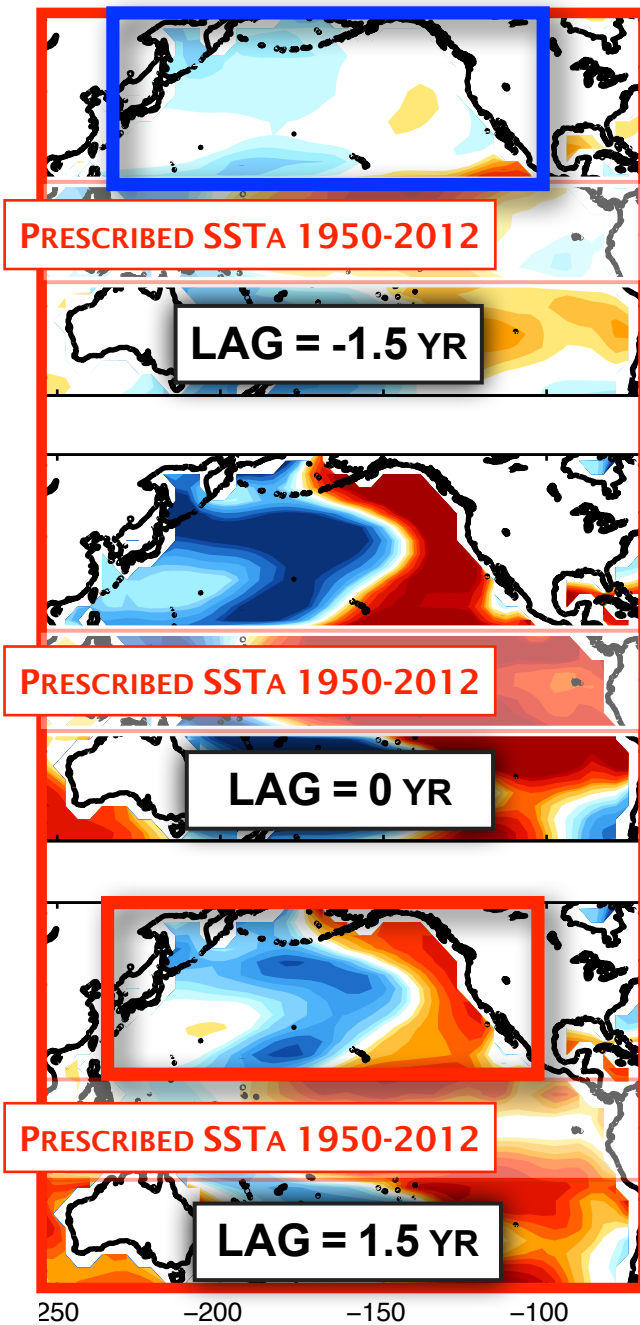 PRESCRIBED SSTA 1950-2012
LAG = -1.5 YR
PRESCRIBED SSTA 1950-2012
LAG = 0 YR
PRESCRIBED SSTA 1950-2012
LAG = 1.5 YR
250 −200 −150 −100